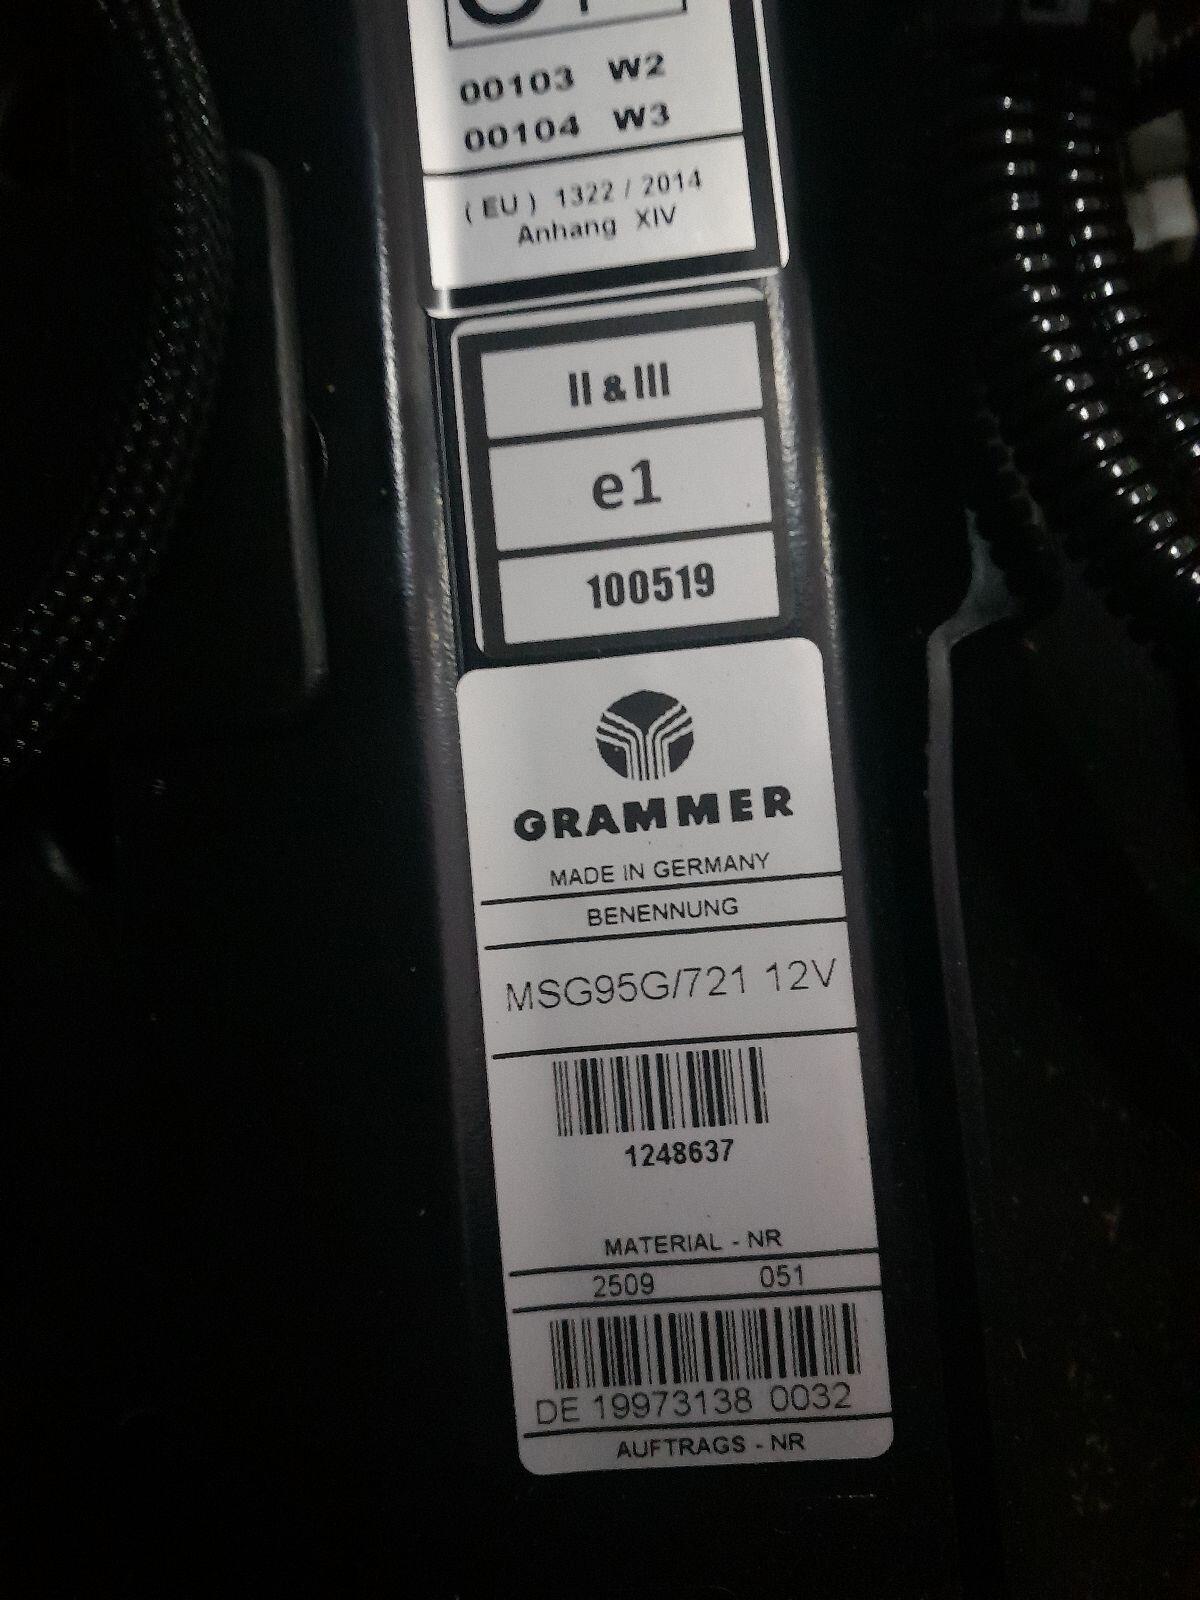 00103 W2
00104 W3
( EU ) 1322 / 2014
Anhang XIV
II & III
e1
100519
GRAMMER
MADE IN GERMANY
BENENNUNG
MSG95G/721 12V
1248637
MATERIAL - NR
2509 051
DE 19973138 0032
AUFTRAGS - NR